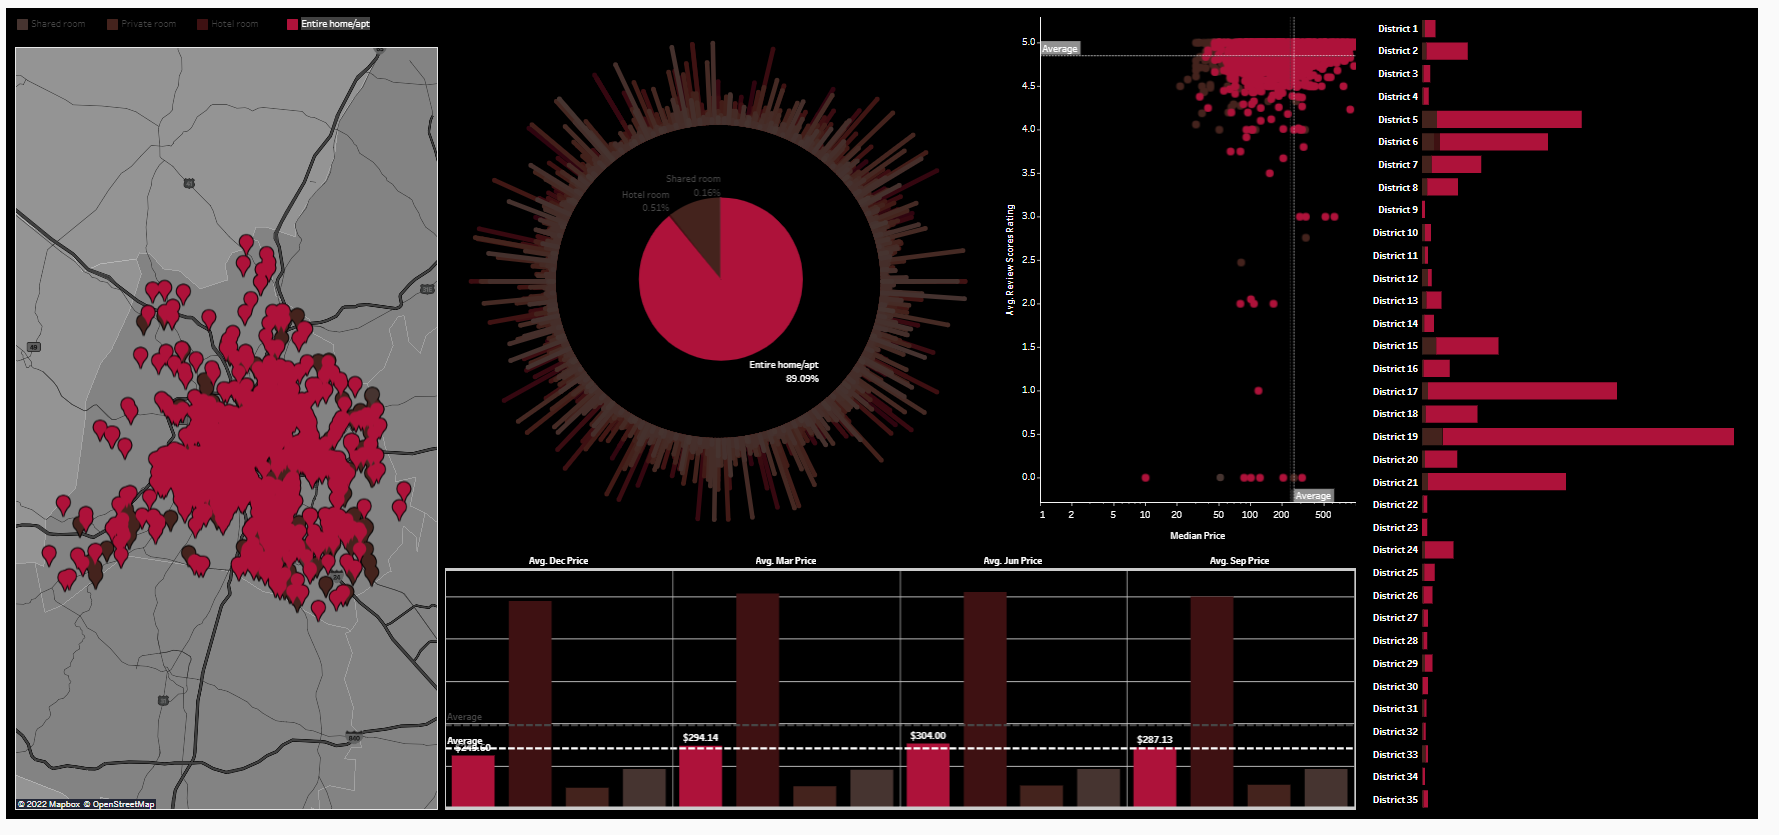 Shared room
Private room
Hotel room
Entire home/apt
49
24
840
© 2022 Mapbox © OpenStreetMap
Shared room
0.16%
Hotel room
0.51%
Entire home/apt
89.09%
Avg. Review Scores Rating
5.0
4.5
4.0
3.5
3.0
2.5
2.0
1.5
1.0
0.5
0.0
Average
Average
1 2 5 10 20 50 100 200 500
Median Price
Avg. Dec Price
Avg. Mar Price
Avg. Jun Price
Avg. Sep Price
Average
Average
$249.60
$294.14
$304.00
$287.13
District 1
District 2
District 3
District 4
District 5
District 6
District 7
District 8
District 9
District 10
District 11
District 12
District 13
District 14
District 15
District 16
District 17
District 18
District 19
District 20
District 21
District 22
District 23
District 24
District 25
District 26
District 27
District 28
District 29
District 30
District 31
District 32
District 33
District 34
District 35